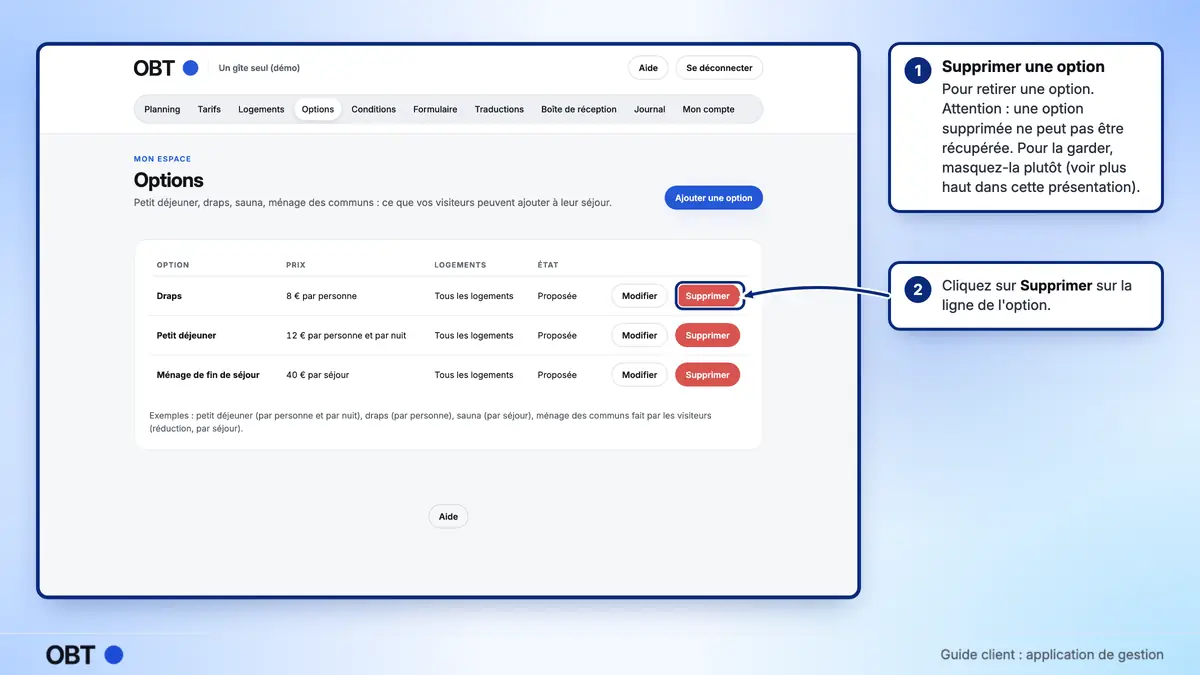 OBT
Un gîte seul (démo)
Aide
Se déconnecter
Planning
Tarifs
Logements
Options
Conditions
Formulaire
Traductions
Boîte de réception
Journal
Mon compte
MON ESPACE
Options
Petit déjeuner, draps, sauna, ménage des communs : ce que vos visiteurs peuvent ajouter à leur séjour.
Ajouter une option
OPTION PRIX LOGEMENTS ÉTAT
Draps 8 € par personne Tous les logements Proposée Modifier Supprimer
Petit déjeuner 12 € par personne et par nuit Tous les logements Proposée Modifier Supprimer
Ménage de fin de séjour 40 € par séjour Tous les logements Proposée Modifier Supprimer
Exemples : petit déjeuner (par personne et par nuit), draps (par personne), sauna (par séjour), ménage des communs fait par les visiteurs
(réduction, par séjour).
Aide
1 Supprimer une option
Pour retirer une option.
Attention : une option
supprimée ne peut pas être
récupérée. Pour la garder,
masquez-la plutôt (voir plus
haut dans cette présentation).
2 Cliquez sur Supprimer sur la
ligne de l'option.
OBT
Guide client : application de gestion